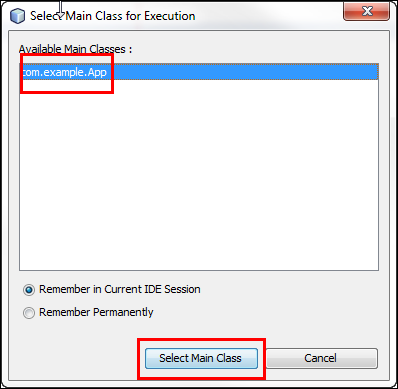 Select Main Class for Execution
Available Main Classes :
com.example.App
Remember in Current IDE Session
Remember Permanently
Select Main Class
Cancel